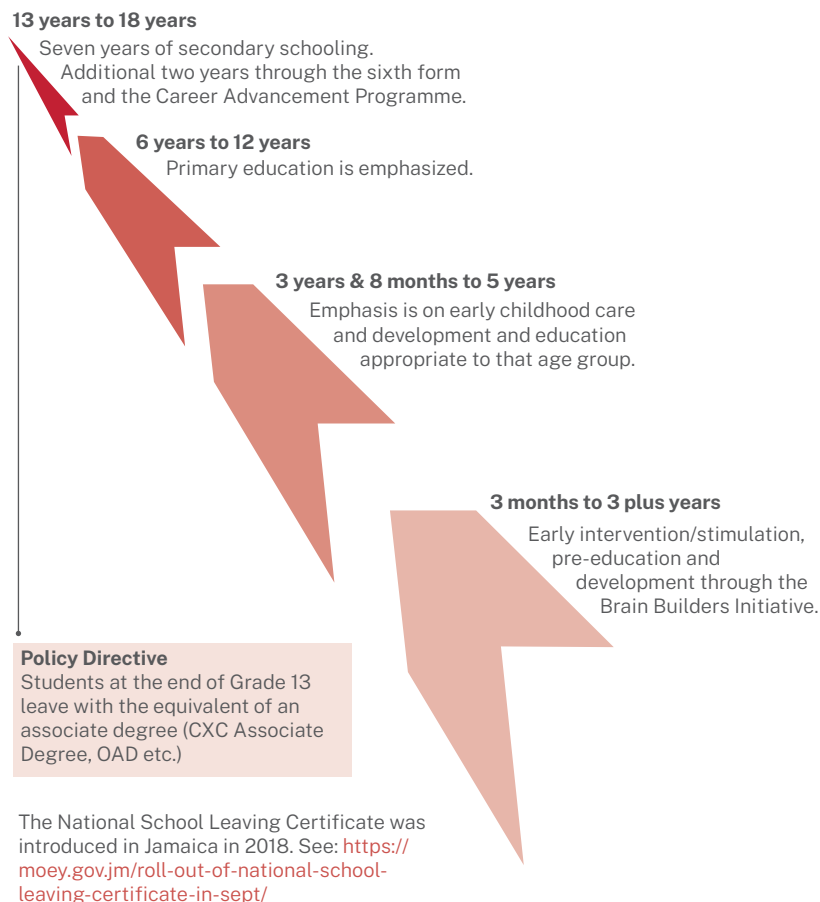 13 years to 18 years
Seven years of secondary schooling.
Additional two years through the sixth form
and the Career Advancement Programme.
6 years to 12 years
Primary education is emphasized.
3 years & 8 months to 5 years
Emphasis is on early childhood care
and development and education
appropriate to that age group.
3 months to 3 plus years
Early intervention/stimulation,
pre-education and
development through the
Brain Builders Initiative.
Policy Directive
Students at the end of Grade 13
leave with the equivalent of an
associate degree (CXC Associate
Degree, OAD etc.)
The National School Leaving Certificate was
introduced in Jamaica in 2018. See: https://
moey.gov.jm/roll-out-of-national-school-
leaving-certificate-in-sept/